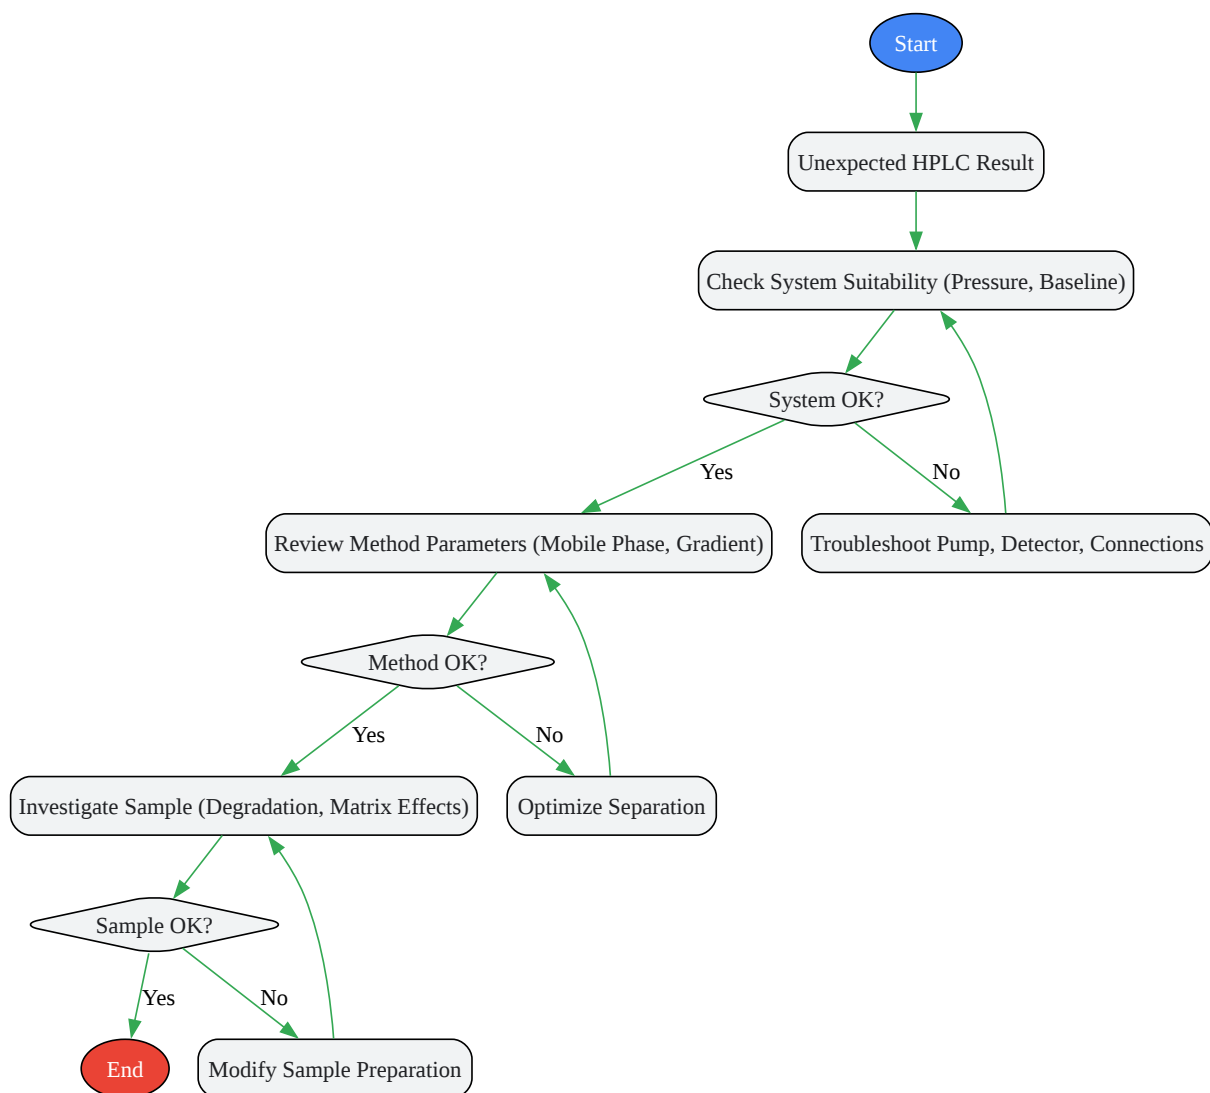 Start
Unexpected HPLC Result
Check System Suitability (Pressure, Baseline)
System OK?
Yes
No
Review Method Parameters (Mobile Phase, Gradient)
Troubleshoot Pump, Detector, Connections
Method OK?
Yes
No
Investigate Sample (Degradation, Matrix Effects)
Optimize Separation
Sample OK?
Yes
No
End
Modify Sample Preparation